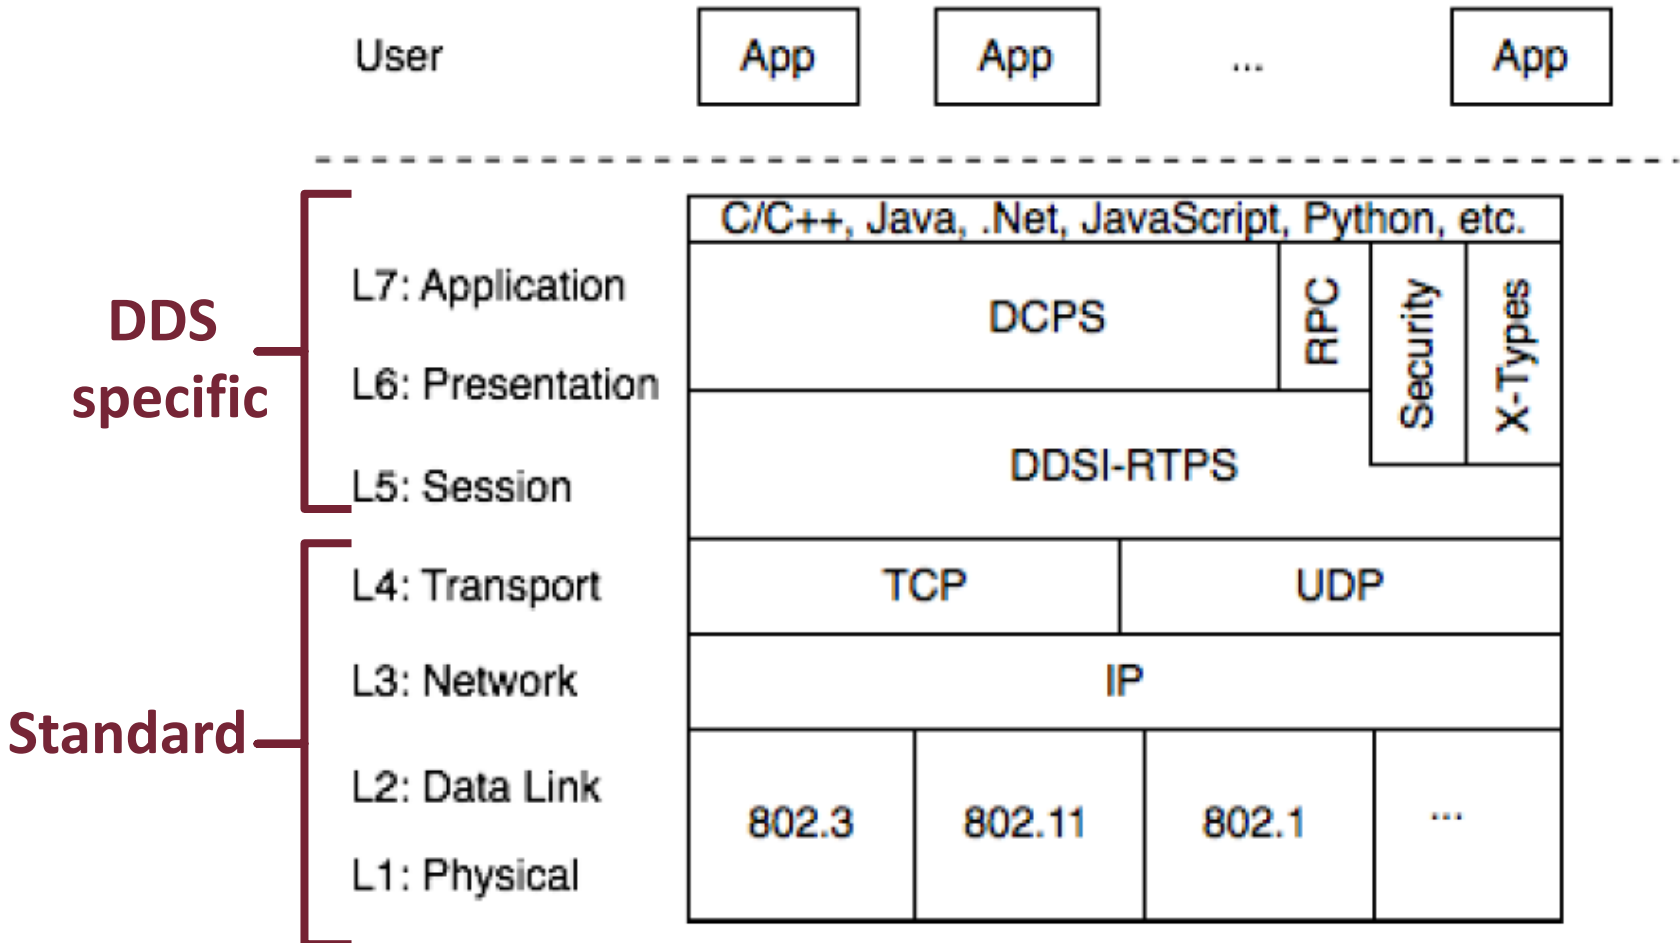 User
App
App
...
App
C/C++, Java, .Net, JavaScript, Python, etc.
DDS
specific
L7: Application
L6: Presentation
L5: Session
DCPS
RPC
Security
X-Types
DDSI-RTPS
Standard
L4: Transport
TCP
UDP
L3: Network
IP
L2: Data Link
L1: Physical
802.3
802.11
802.1
...